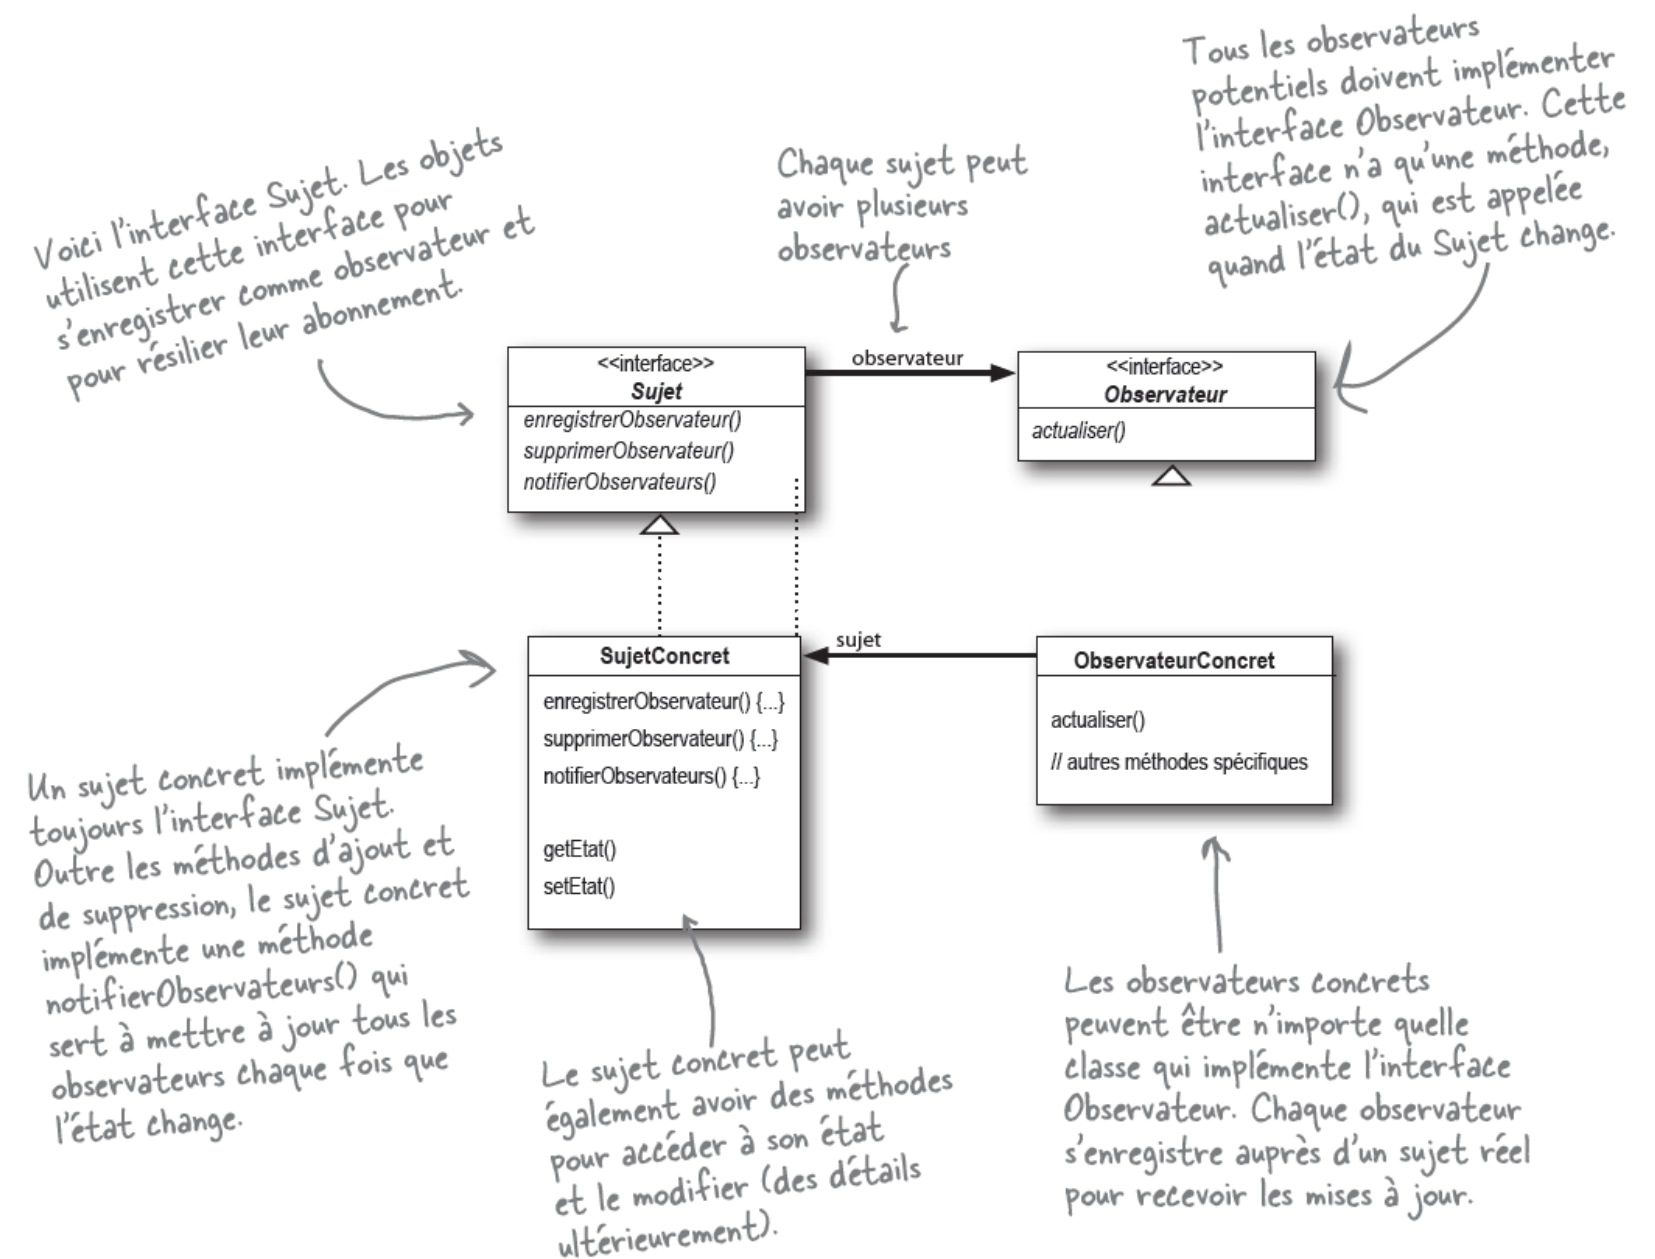 Tous les observateurs
potentiels doivent implémenter
l'interface Observateur. Cette
interface n'a qu'une méthode,
actualiser(), qui est appelée
quand l'état du Sujet change.
Chaque sujet peut
avoir plusieurs
observateurs
Voici l'interface Sujet. Les objets
utilisent cette interface pour
s'enregistrer comme observateur et
pour résilier leur abonnement.
<<interface>>
Sujet
enregistrerObservateur()
supprimerObservateur()
notifierObservateurs()
observateur
<<interface>>
Observateur
actualiser()
SujetConcret
enregistrerObservateur() {...}
supprimerObservateur() {...}
notifierObservateurs() {...}
getEtat()
setEtat()
sujet
ObservateurConcret
actualiser()
// autres méthodes spécifiques
Un sujet concret implémente
toujours l'interface Sujet.
Outre les méthodes d'ajout et
de suppression, le sujet concret
implémente une méthode
notifierObservateurs() qui
sert à mettre à jour tous les
observateurs chaque fois que
l'état change.
Le sujet concret peut
également avoir des méthodes
pour accéder à son état
et le modifier (des détails
ultérieurement).
Les observateurs concrets
peuvent être n'importe quelle
classe qui implémente l'interface
Observateur. Chaque observateur
s'enregistre auprès d'un sujet réel
pour recevoir les mises à jour.